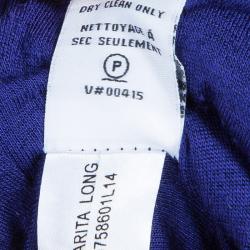 DRY CLEAN ONLY
NETTOYAGE À
SEC SEULEMENT
P
V#00415
ARITA LONG
758601L14